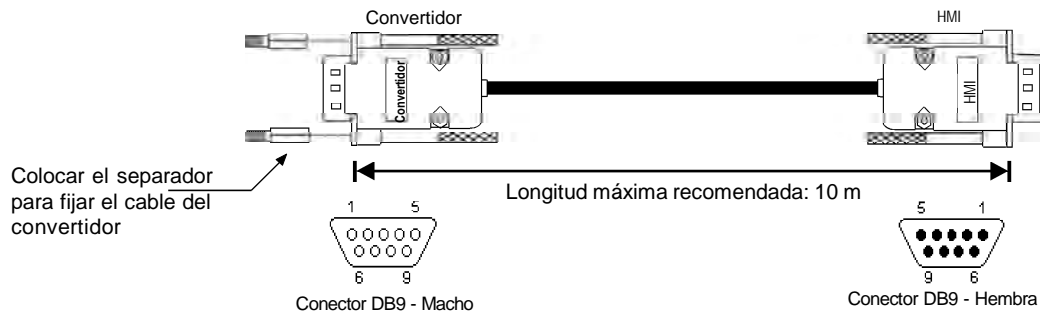 Convertidor
HMI
Convertidor
HMI
Colocar el separador
para fijar el cable del
convertidor
Longitud máxima recomendada: 10 m
1 5
6 9
Conector DB9 - Macho
5 1
9 6
Conector DB9 - Hembra